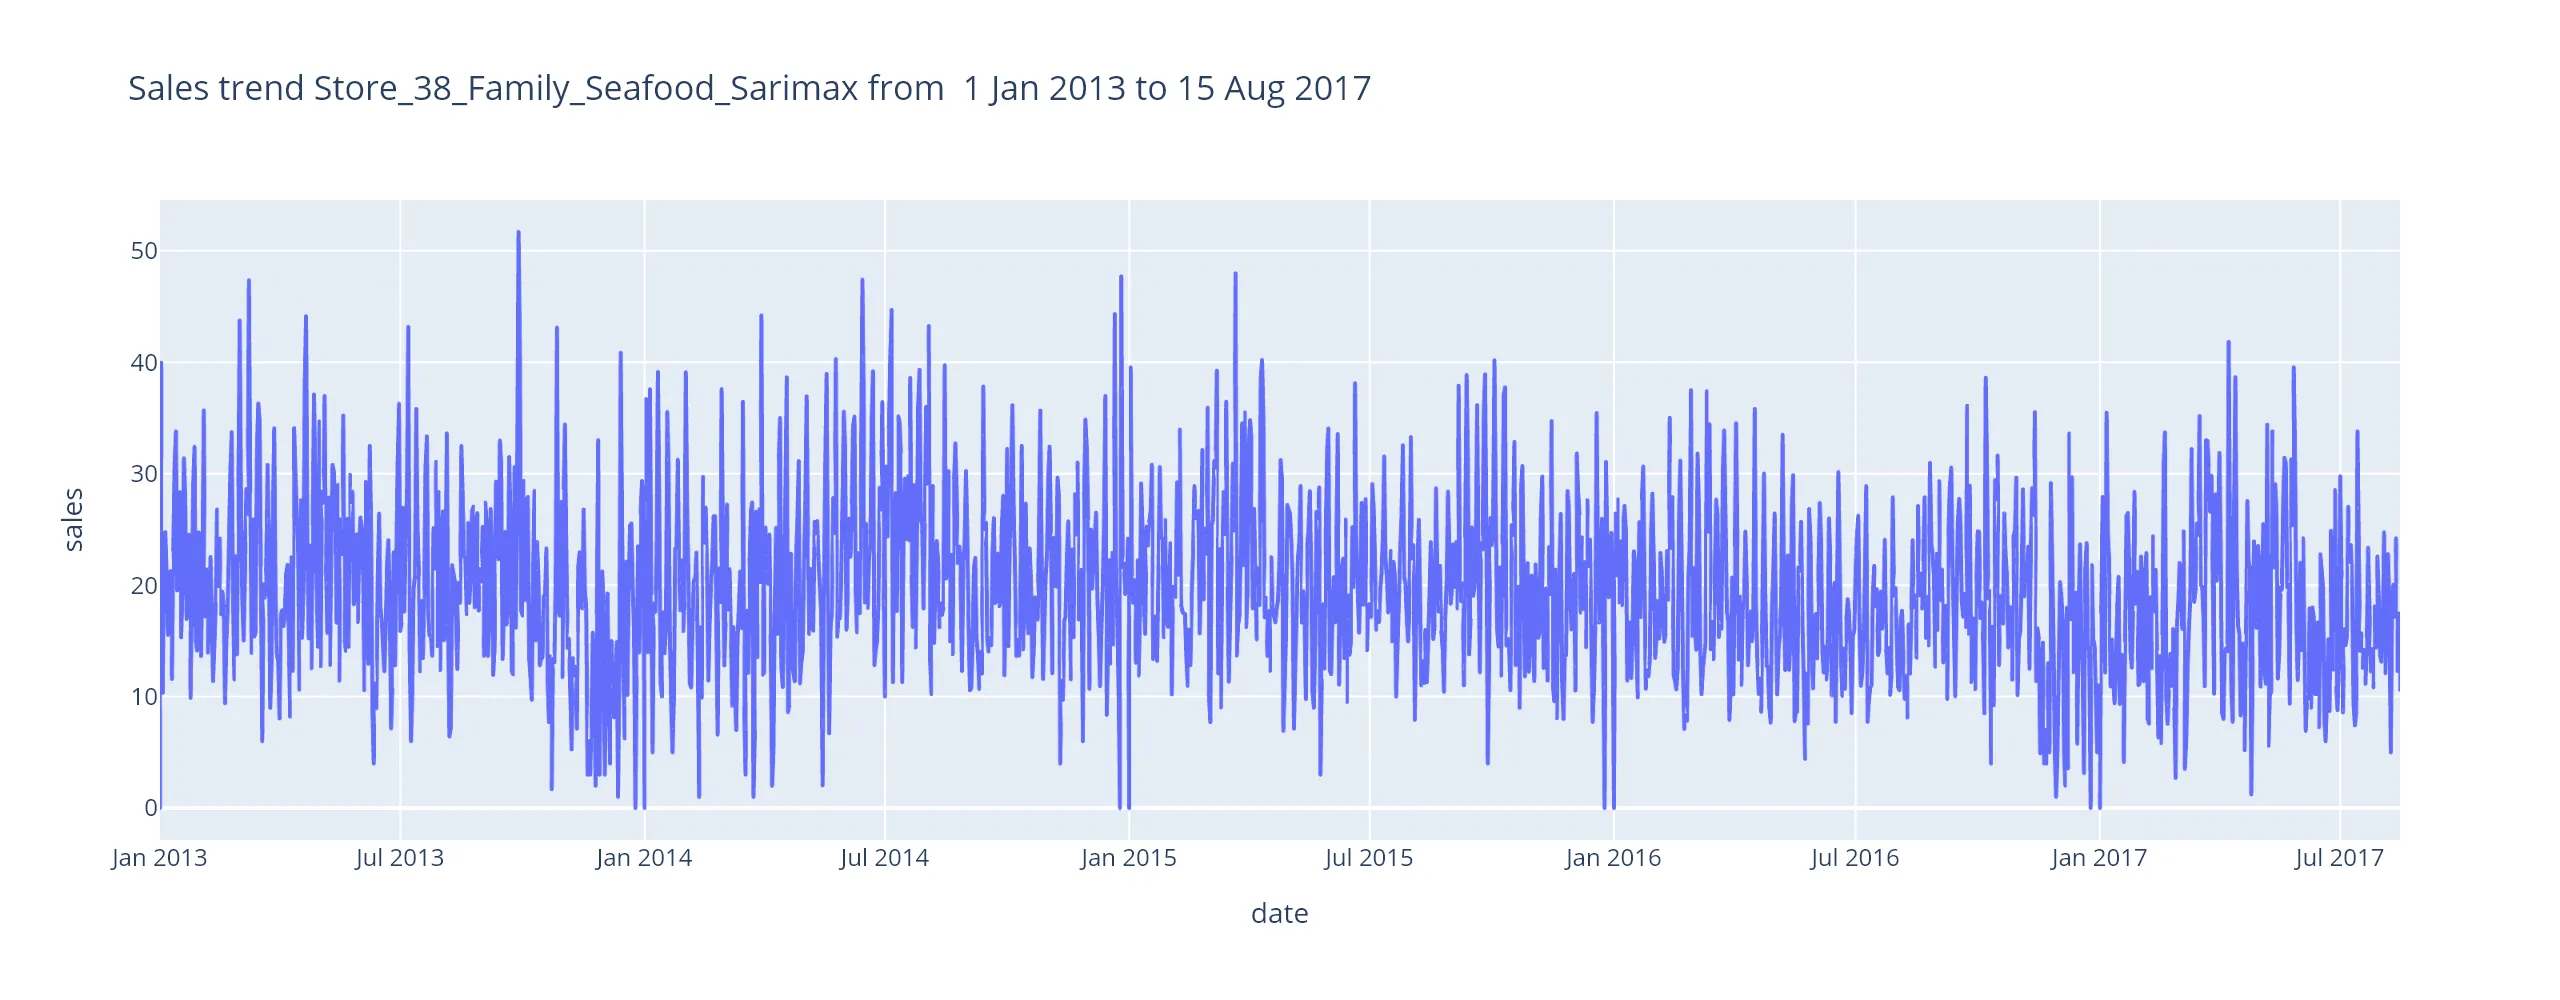 Sales trend Store_38_Family_Seafood_Sarimax from  1 Jan 2013 to 15 Aug 2017
50
40
30
20
10
0
sales
Jan 2013 Jul 2013 Jan 2014 Jul 2014 Jan 2015 Jul 2015 Jan 2016 Jul 2016 Jan 2017 Jul 2017
date